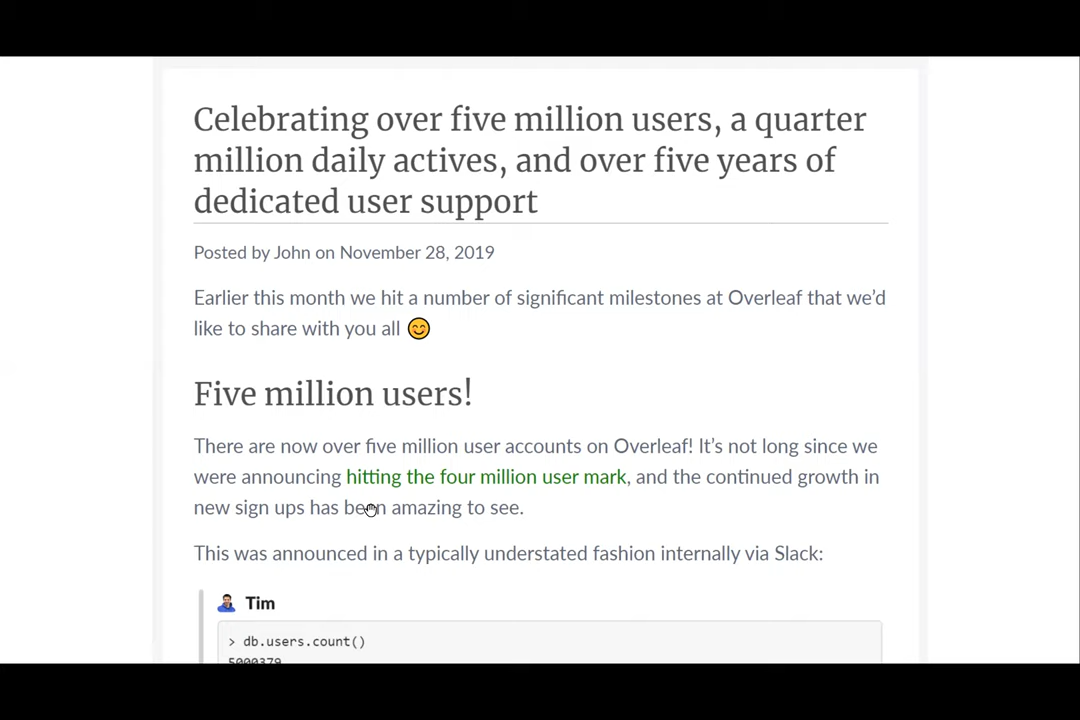 Celebrating over five million users, a quarter
million daily actives, and over five years of
dedicated user support
Posted by John on November 28, 2019
Earlier this month we hit a number of significant milestones at Overleaf that we’d
like to share with you all 😊
Five million users!
There are now over five million user accounts on Overleaf! It’s not long since we
were announcing hitting the four million user mark, and the continued growth in
new sign ups has been amazing to see.
This was announced in a typically understated fashion internally via Slack:
Tim
> db.users.count()
5000379